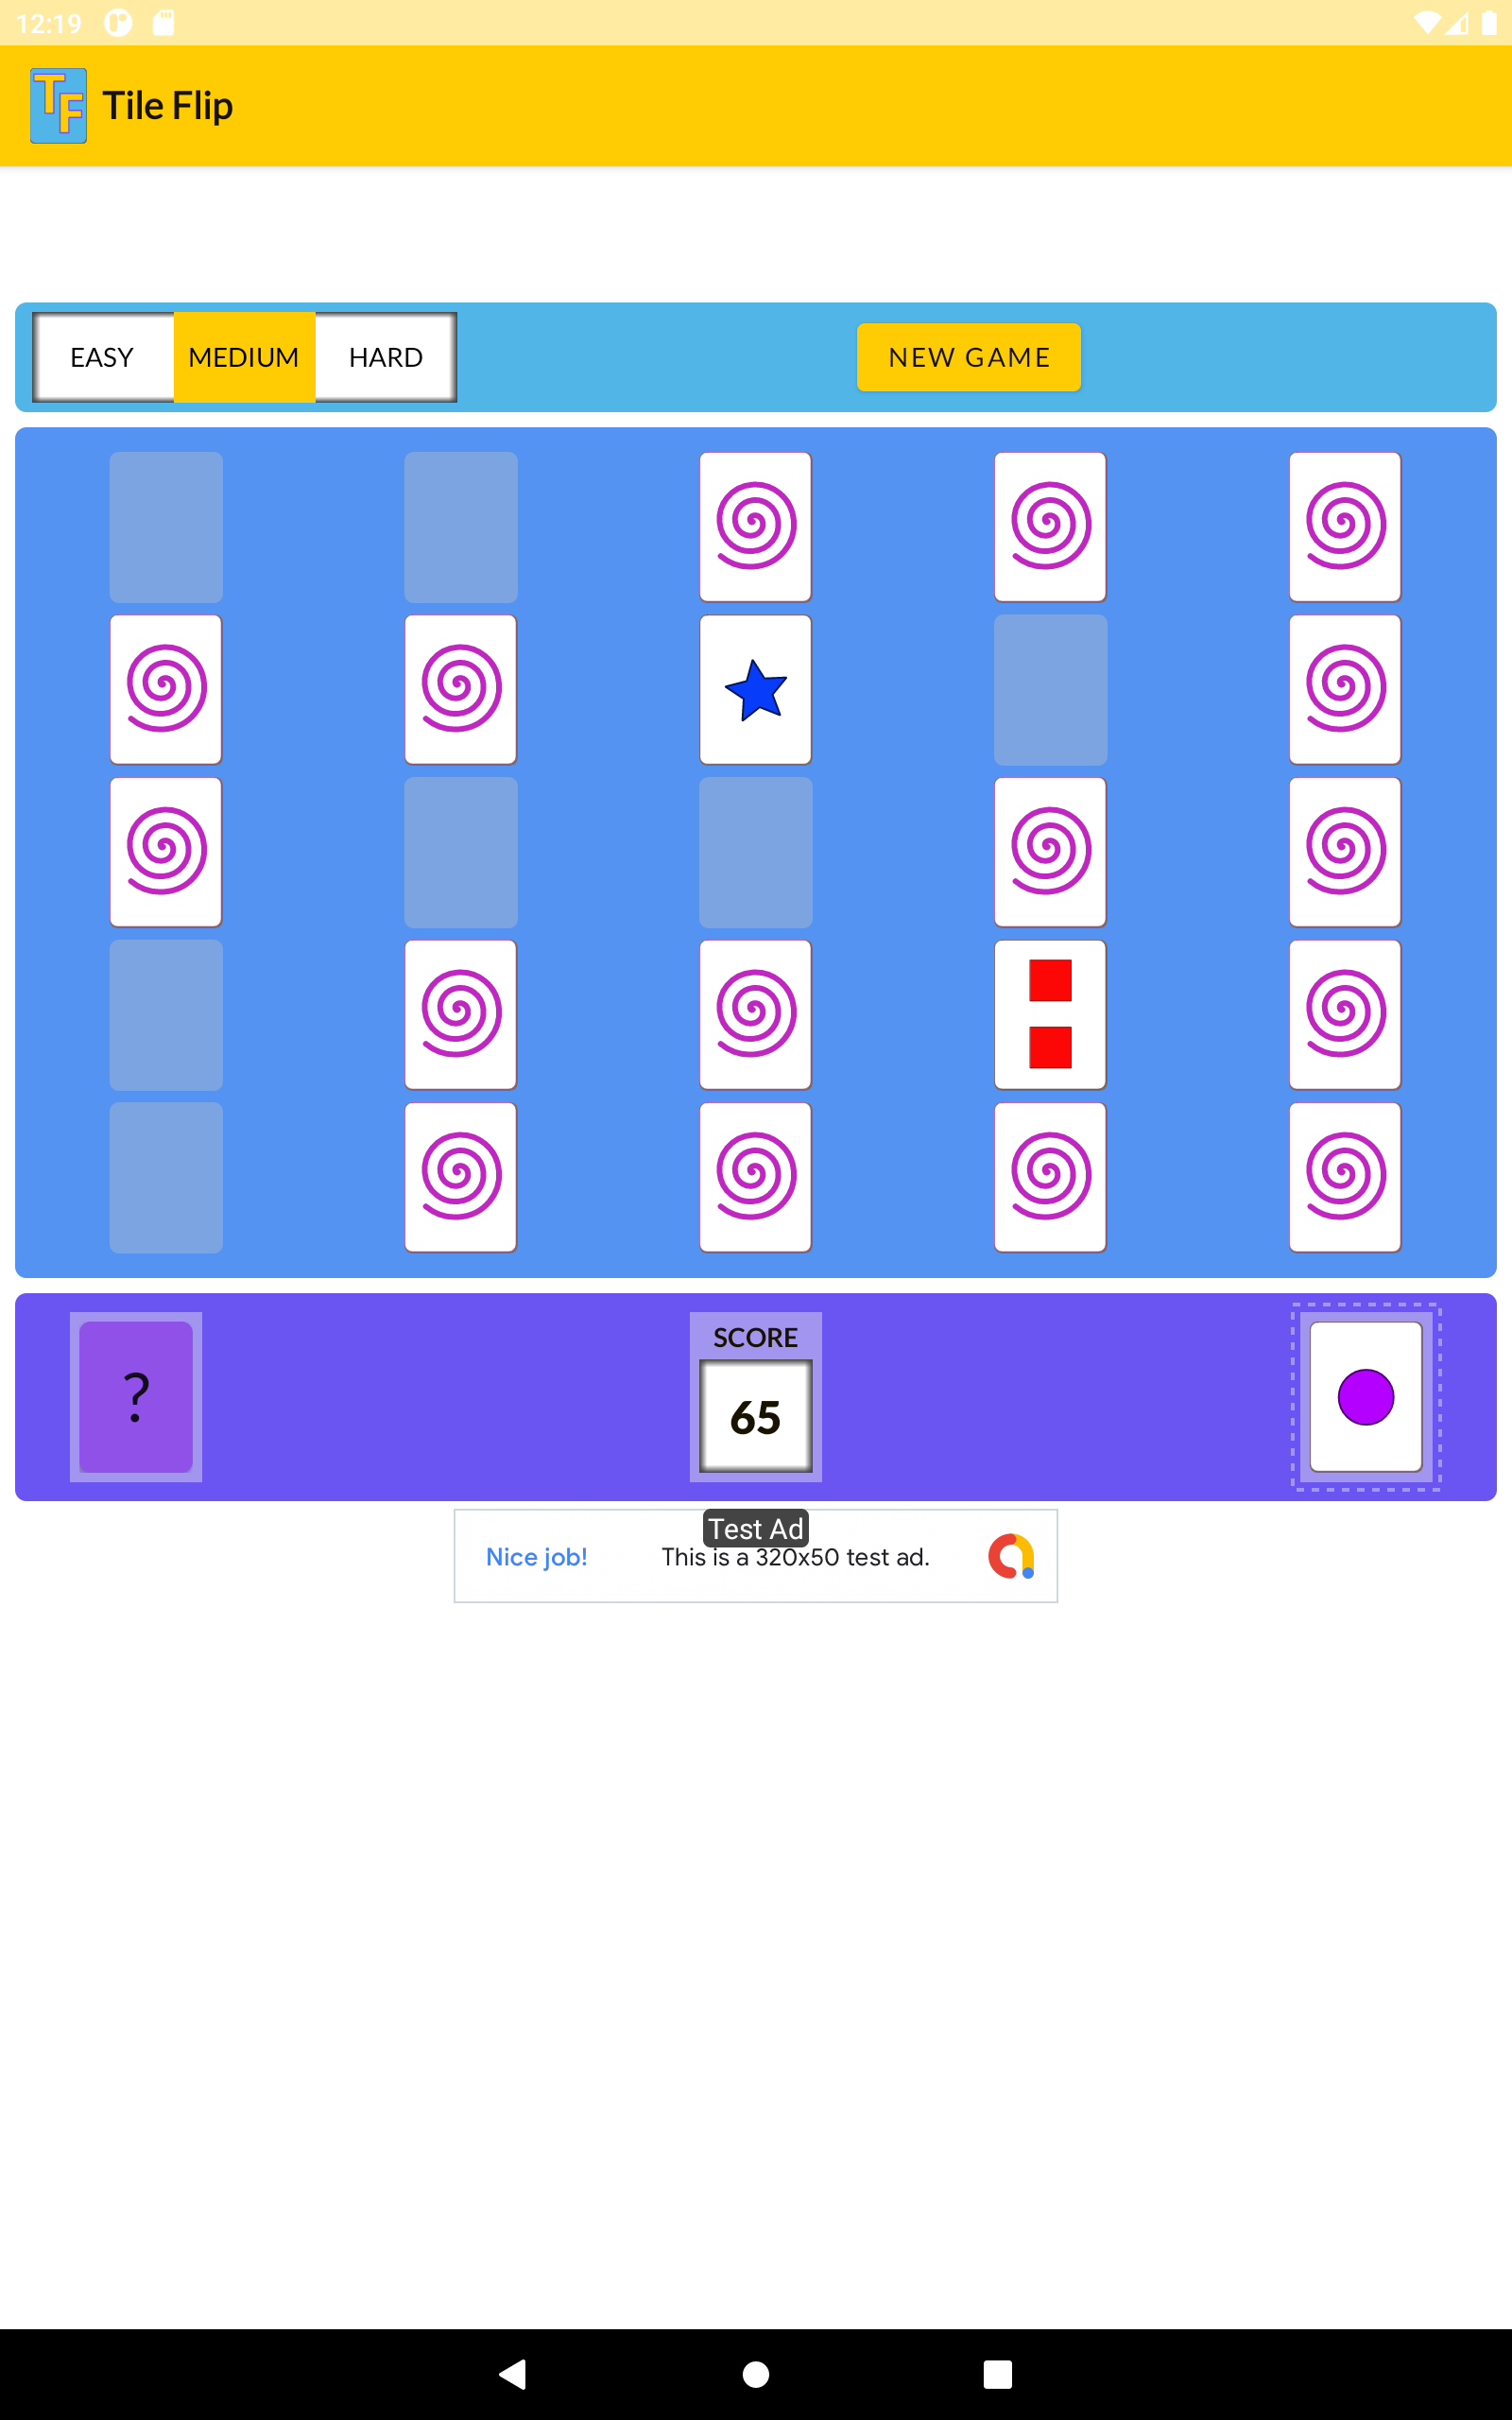 12:19
TF Tile Flip
EASY MEDIUM HARD NEW GAME
SCORE
?
65
Test Ad
Nice job! This is a 320x50 test ad.